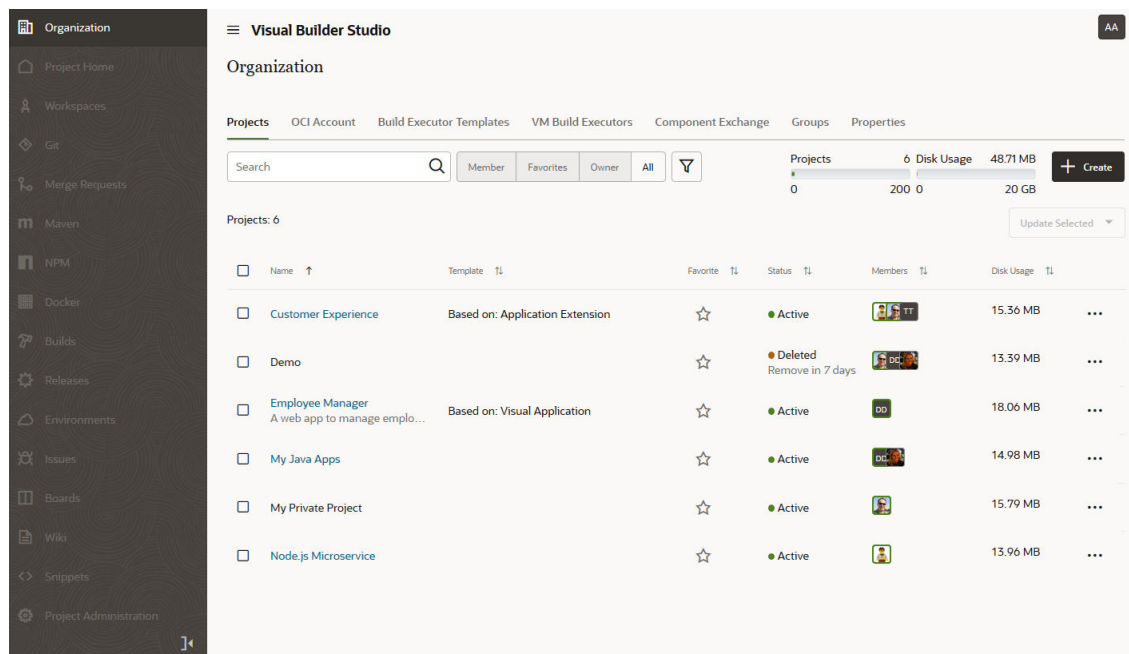 Organization
Project Home
Workspaces
Git
Merge Requests
Maven
NPM
Docker
Builds
Releases
Environments
Issues
Boards
Wiki
Snippets
Project Administration
Visual Builder Studio
AA
Organization
Projects OCI Account Build Executor Templates VM Build Executors Component Exchange Groups Properties
Search Member Favorites Owner All
Projects 6 Disk Usage 48.71 MB
0 200 0 20 GB
Create
Projects: 6
Update Selected
Name Template Favorite Status Members Disk Usage
Customer Experience Based on: Application Extension Active TT 15.36 MB
Demo Deleted DD 13.39 MB
Remove in 7 days
Employee Manager Based on: Visual Application Active DD 18.06 MB
A web app to manage emplo...
My Java Apps Active DD 14.98 MB
My Private Project Active 15.79 MB
Node.js Microservice Active 13.96 MB